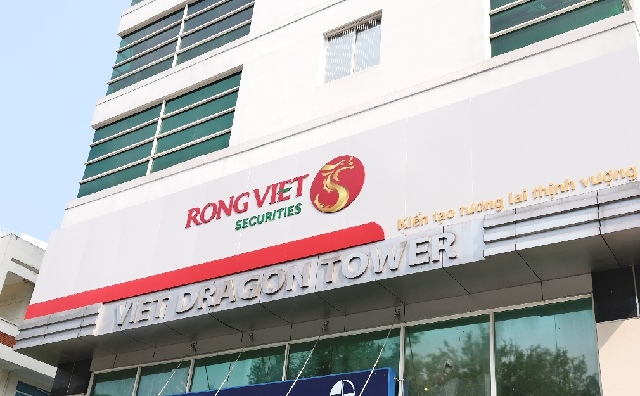 RONG VIET
SECURITIES
Kiến tạo tương lai thịnh vượng
VIET DRAGON TOWER